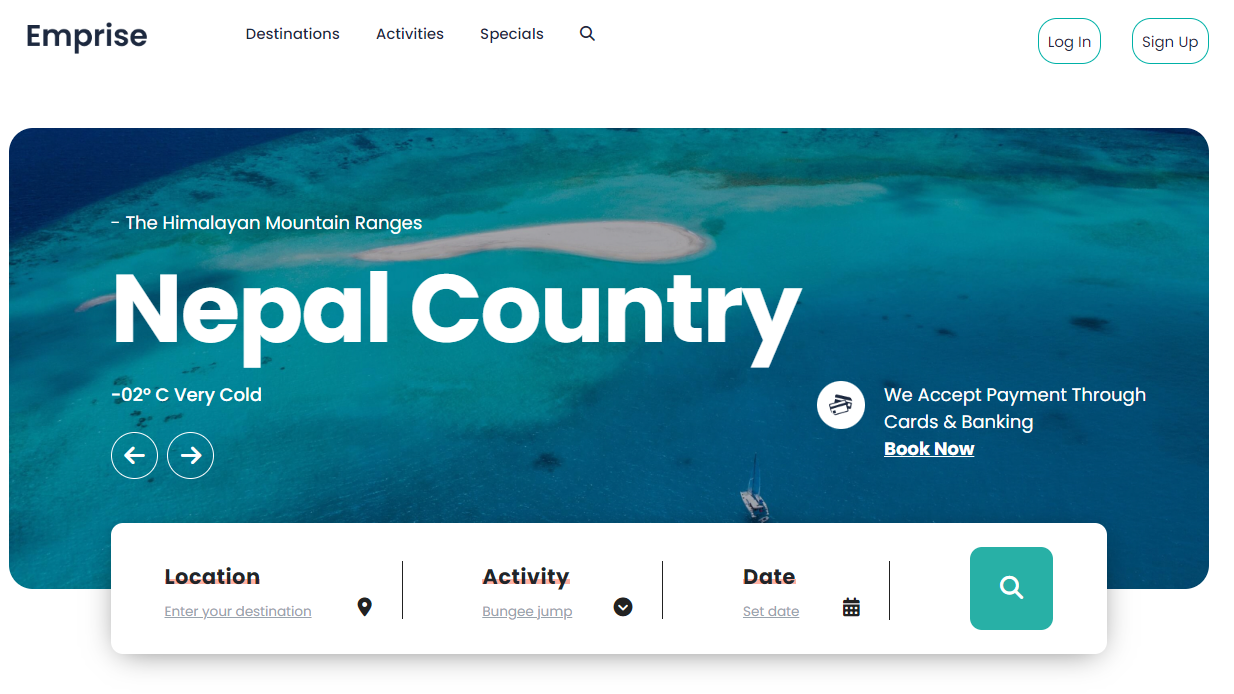 Emprise
Destinations
Activities
Specials
Log In
Sign Up
- The Himalayan Mountain Ranges
Nepal Country
-02° C Very Cold
We Accept Payment Through
Cards & Banking
Book Now
Location
Enter your destination
Activity
Bungee jump
Date
Set date